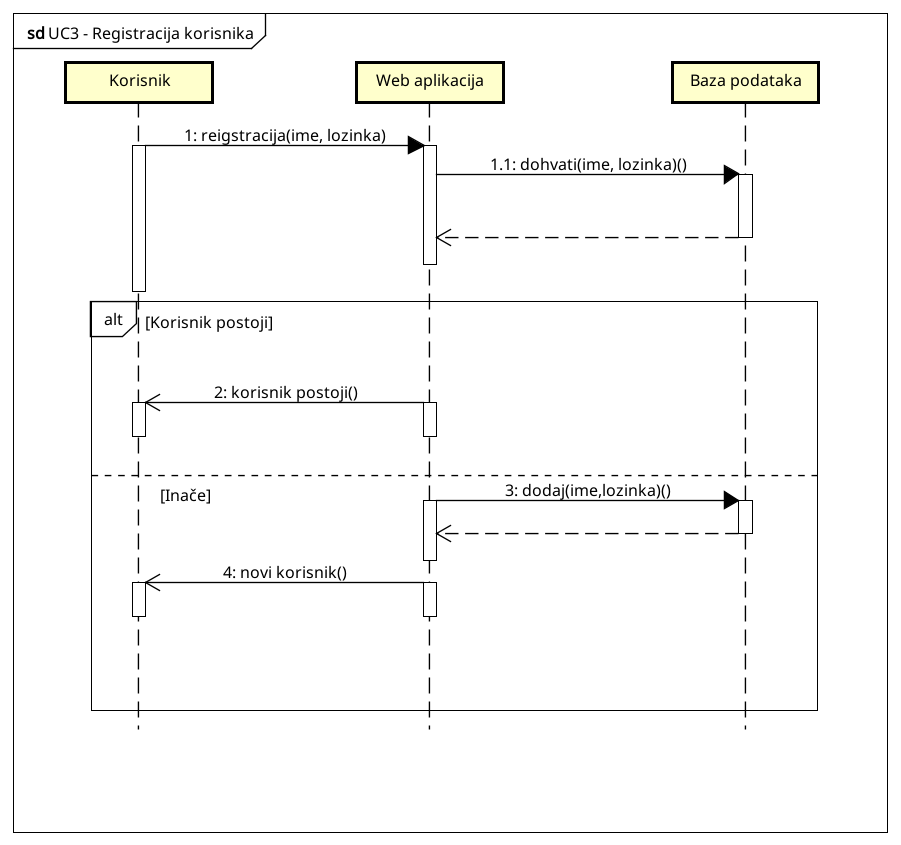 sd UC3 - Registracija korisnika
Korisnik
Web aplikacija
Baza podataka
1: reigstracija(ime, lozinka)
1.1: dohvati(ime, lozinka)()
alt
[Korisnik postoji]
2: korisnik postoji()
[Inače]
3: dodaj(ime,lozinka)()
4: novi korisnik()